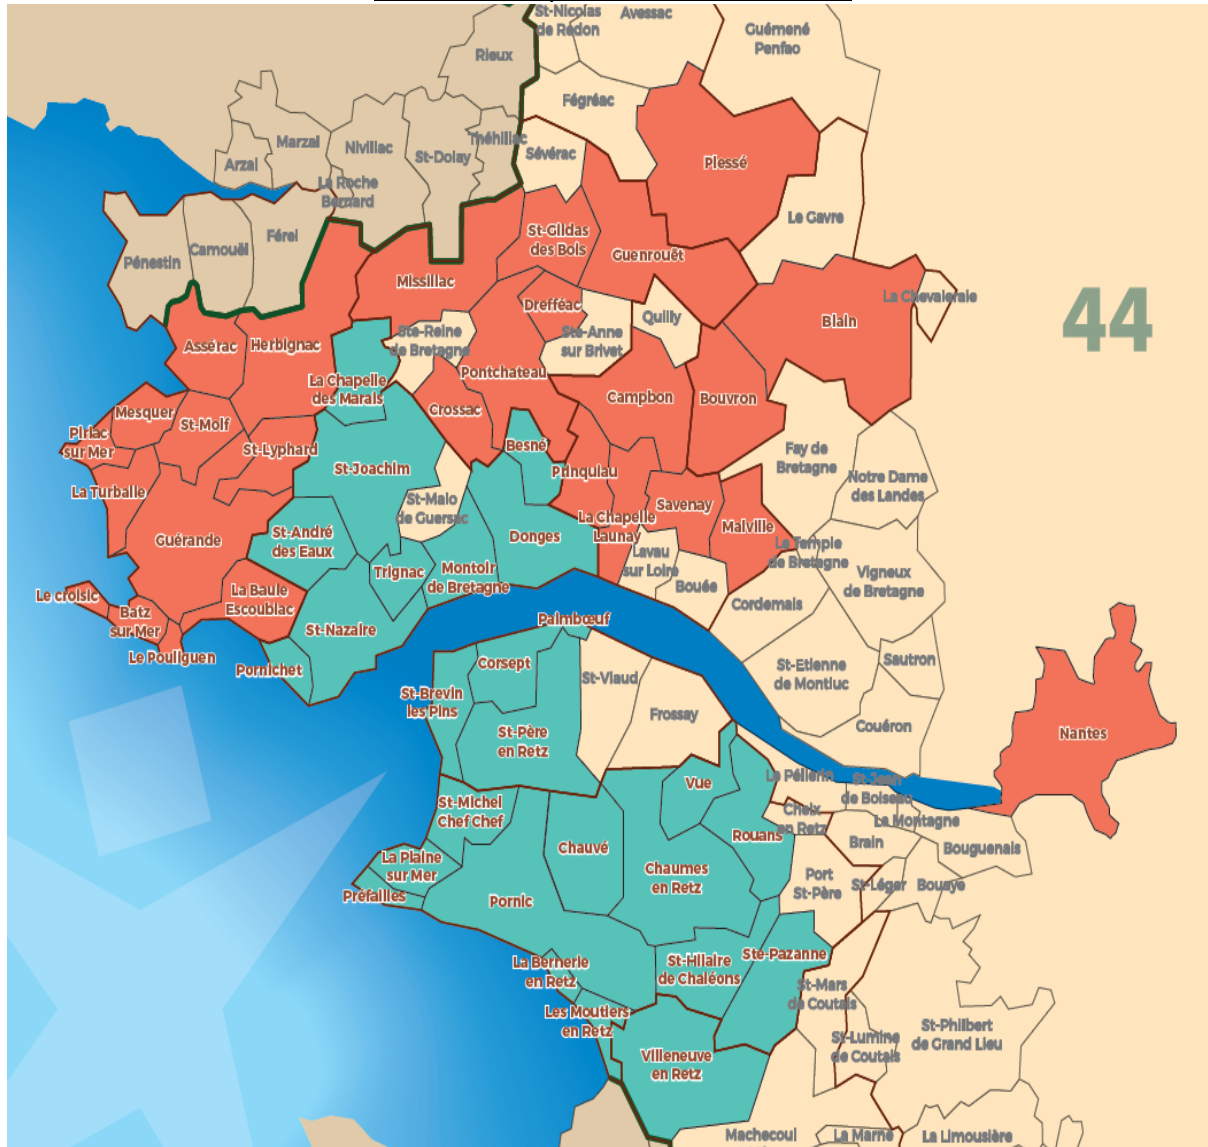 St-Nicolas
de Redon
Avessac
Guémené
Penfao
Rieux
Fégréac
Marzal
Nivillac
Théhillac
Sévérac
St-Dolay
Arzal
Plessé
La Roche
Bernard
Le Gavre
Férel
St-Gildas
des Bois
Camouël
Guenrouët
Pénestin
Missillac
La Chevalerale
Drefféac
Quilly
Blain
44
Ste-Reine
de Bretagne
Ste-Anne
sur Brivet
Assérac
Herbignac
Pontchateau
La Chapelle
des Marais
Campbon
Bouvron
Mesquer
Crossac
St-Molf
Piriac
sur Mer
Besné
St-Lyphard
Fay de
Bretagne
St-Joachim
Prinquiau
Notre Dame
des Landes
La Turballe
St-Malo
de Guersac
Savenay
La Chapelle
Launay
Malville
St-André
des Eaux
Donges
Guérande
Le Temple
de Bretagne
Lavau
sur Loire
Trignac
Montoir
de Bretagne
Vigneux
de Bretagne
Bouée
Le croisic
La Baule
Escoublac
Cordemais
Batz
sur Mer
Paimbœuf
St-Nazaire
Le Pouliguen
Corsept
Sautron
St-Etienne
de Montluc
Pornichet
St-Viaud
St-Brevin
les Pins
Frossay
Couéron
St-Père
en Retz
Nantes
Le Pélerin
Vue
St-Jean
de Boiseau
St-Michel
Chef Chef
Cheix
en Retz
La Montagne
Rouans
Brain
Chauvé
Bouguenais
La Plaine
sur Mer
Chaumes
en Retz
Port
St-Père
St-Léger
Bouaye
Préfailles
Pornic
Ste-Pazanne
La Bernerie
en Retz
St-Hilaire
de Chaléons
St-Mars
de Coutais
Les Moutiers
en Retz
St-Philbert
de Grand Lieu
St-Lumine
de Coutais
Villeneuve
en Retz
Machecoul
La Marne
La Limousière